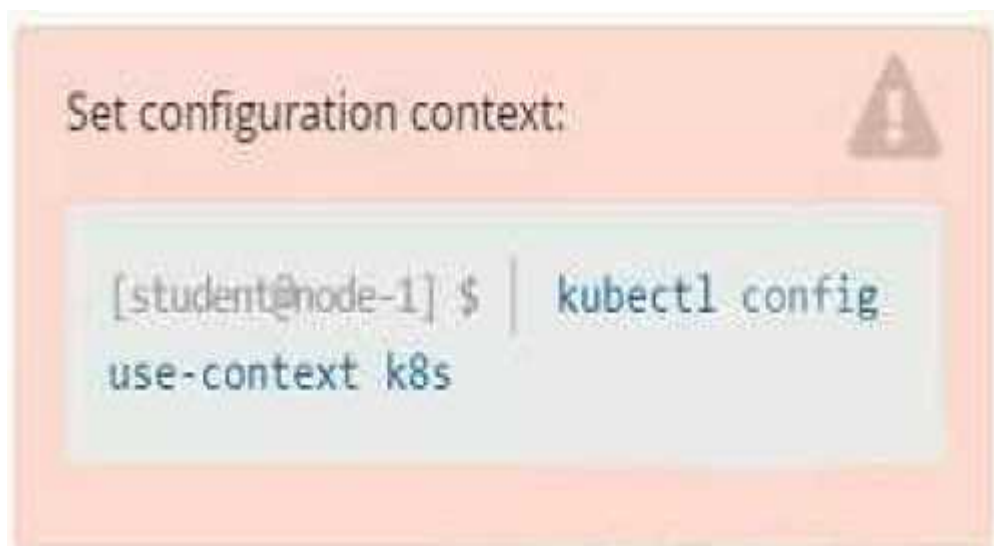 Set configuration context:
[student@node-1] $ | kubectl config
use-context k8s